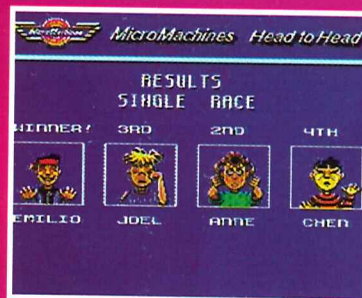 MicroMachines
MicroMachines Head to Head
RESULTS
SINGLE RACE
WINNER! 3RD 2ND 4TH
EMILIO JOEL ANNE CHEN